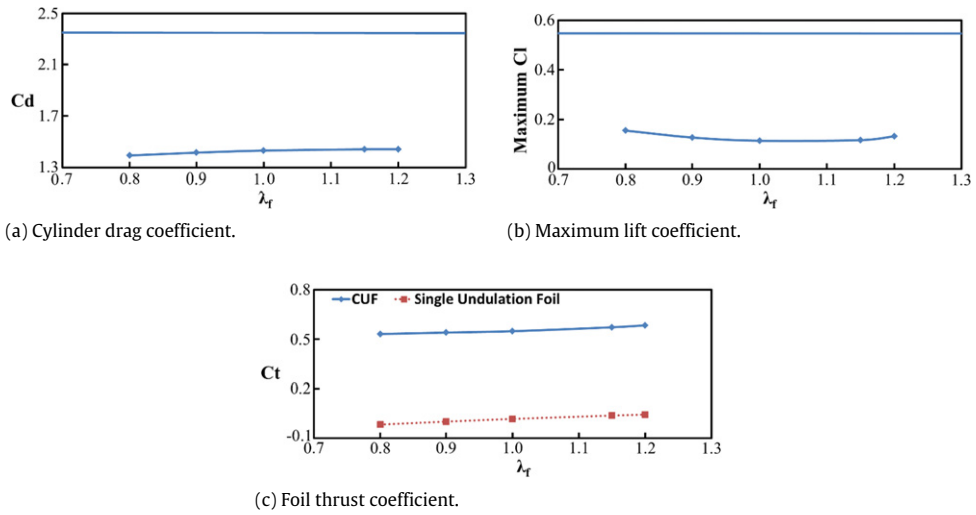 2.5
2.1
Cd
1.7
1.3
0.7 0.8 0.9 1.0 1.1 1.2 1.3
λf
(a) Cylinder drag coefficient.
0.6
0.4
Maximum Cl
0.2
0
0.7 0.8 0.9 1.0 1.1 1.2 1.3
λf
(b) Maximum lift coefficient.
0.8
CUF Single Undulation Foil
0.5
Ct
0.2
-0.1
0.7 0.8 0.9 1.0 1.1 1.2 1.3
λf
(c) Foil thrust coefficient.